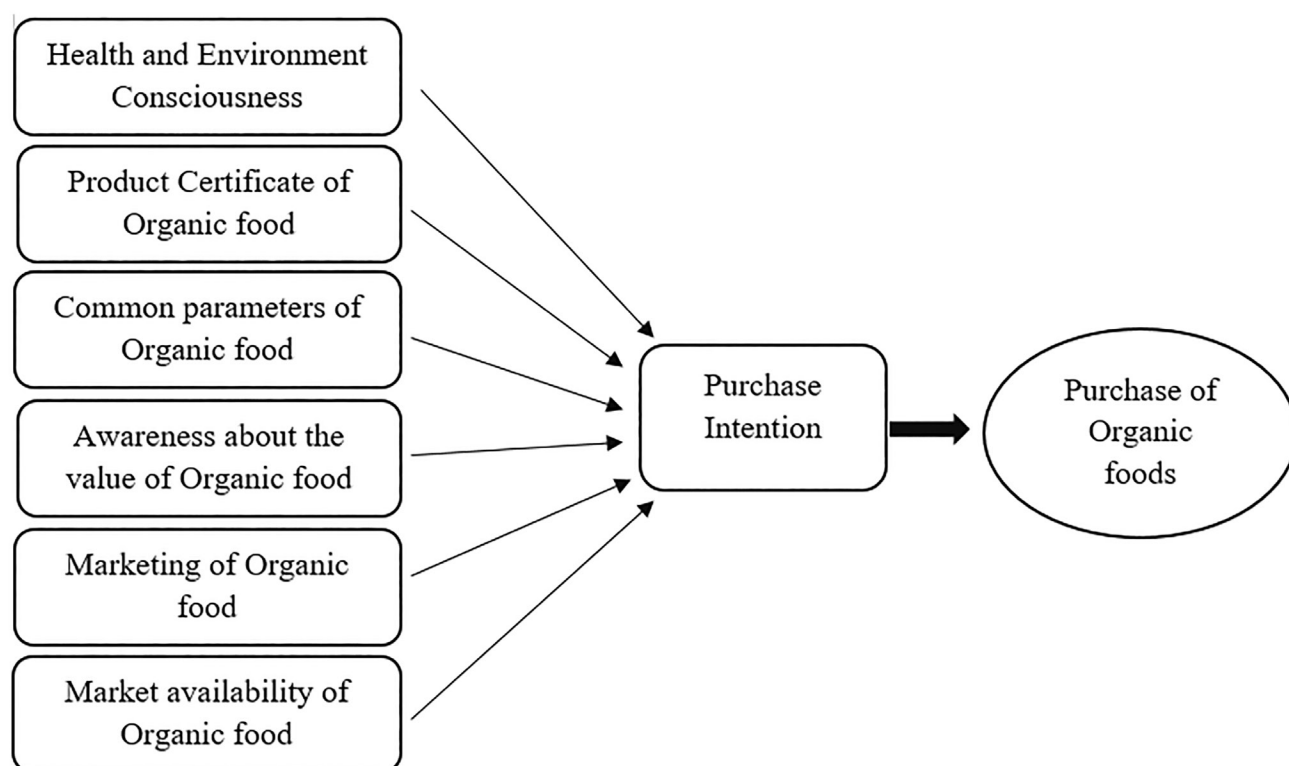 Health and Environment
Consciousness
Product Certificate of
Organic food
Common parameters of
Organic food
Awareness about the
value of Organic food
Marketing of Organic
food
Market availability of
Organic food
Purchase
Intention
Purchase of
Organic
foods